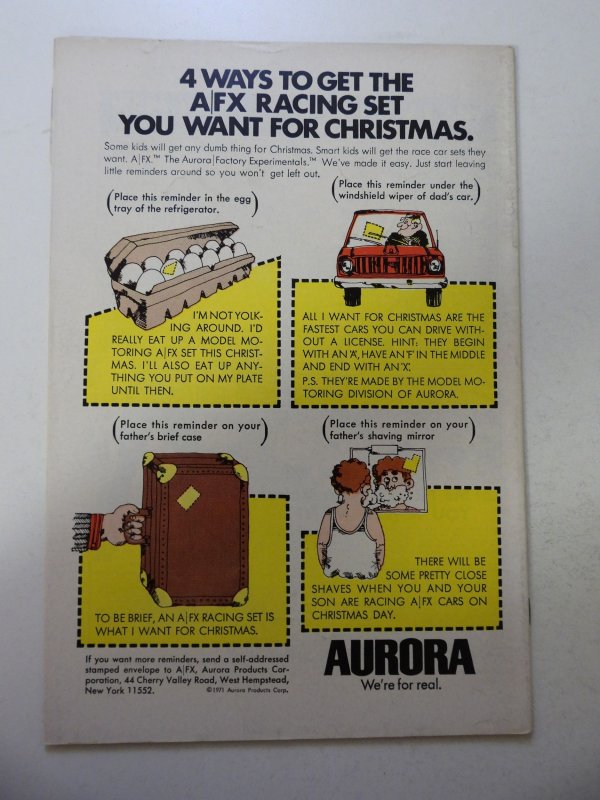 4 WAYS TO GET THE
A|FX RACING SET
YOU WANT FOR CHRISTMAS.
Some kids will get any dumb thing for Christmas. Smart kids will get the race car sets they
want. A|FX.™ The Aurora|Factory Experimentals.™ We've made it easy. Just start leaving
little reminders around so you won't get left out.
(Place this reminder in the egg
tray of the refrigerator.)
(Place this reminder under the
windshield wiper of dad's car.)
I'M NOT YOLK-
ING AROUND. I'D
REALLY EAT UP A MODEL MO-
TORING A|FX SET THIS CHRIST-
MAS. I'LL ALSO EAT UP ANY-
THING YOU PUT ON MY PLATE
UNTIL THEN.
ALL I WANT FOR CHRISTMAS ARE THE
FASTEST CARS YOU CAN DRIVE WITH-
OUT A LICENSE. HINT: THEY BEGIN
WITH AN 'A', HAVE AN 'F' IN THE MIDDLE
AND END WITH AN 'X'.
P.S. THEY'RE MADE BY THE MODEL MO-
TORING DIVISION OF AURORA.
(Place this reminder on your
father's brief case)
(Place this reminder on your
father's shaving mirror)
TO BE BRIEF, AN A|FX RACING SET IS
WHAT I WANT FOR CHRISTMAS.
THERE WILL BE
SOME PRETTY CLOSE
SHAVES WHEN YOU AND YOUR
SON ARE RACING A|FX CARS ON
CHRISTMAS DAY.
If you want more reminders, send a self-addressed
stamped envelope to A|FX, Aurora Products Cor-
poration, 44 Cherry Valley Road, West Hempstead,
New York 11552. ©1971 Aurora Products Corp.
AURORA
We're for real.